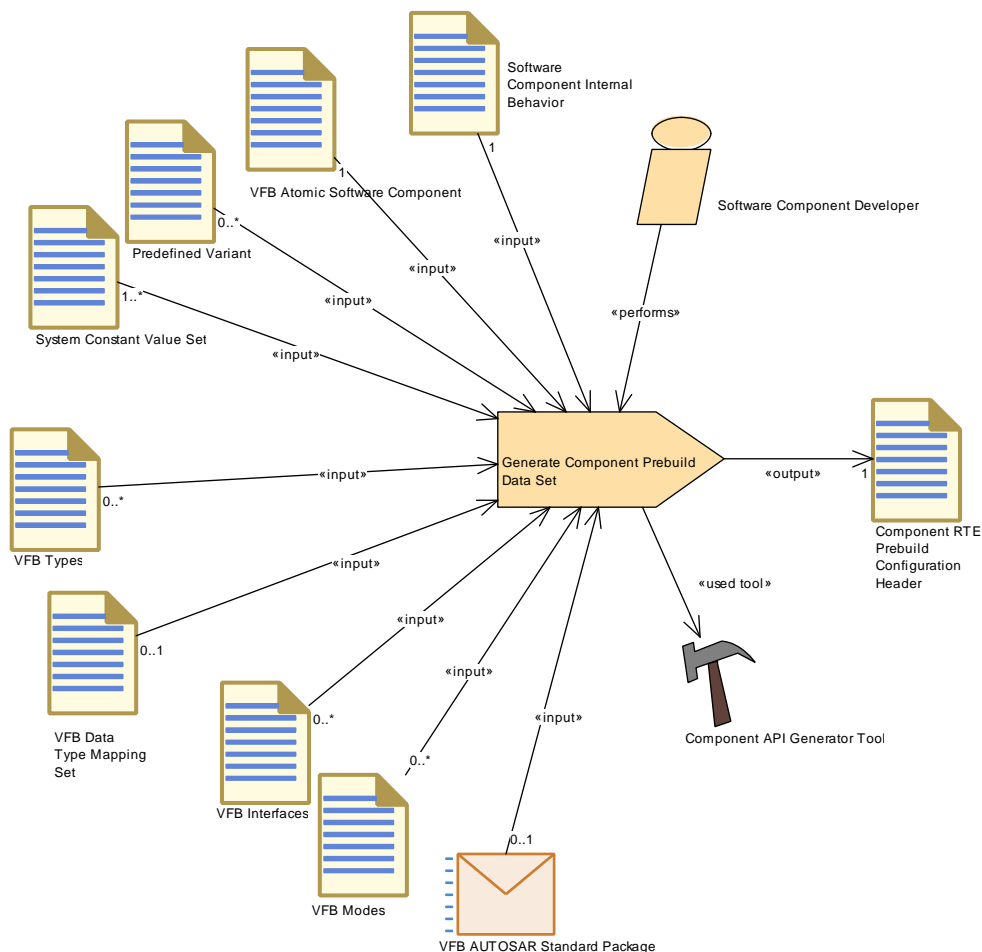 Software
Component Internal
Behavior
1
VFB Atomic Software Component
1
Software Component Developer
Predefined Variant
0..*
«input»
«input»
System Constant Value Set
1..*
«input»
«input»
«performs»
VFB Types
0..*
«input»
Generate Component Prebuild
Data Set
«output»
1
Component RTE
Prebuild
Configuration
Header
VFB Data
Type Mapping
Set
0..1
«input»
«used tool»
VFB Interfaces
0..*
«input»
VFB Modes
0..*
«input»
«input»
Component API Generator Tool
0..1
VFB AUTOSAR Standard Package